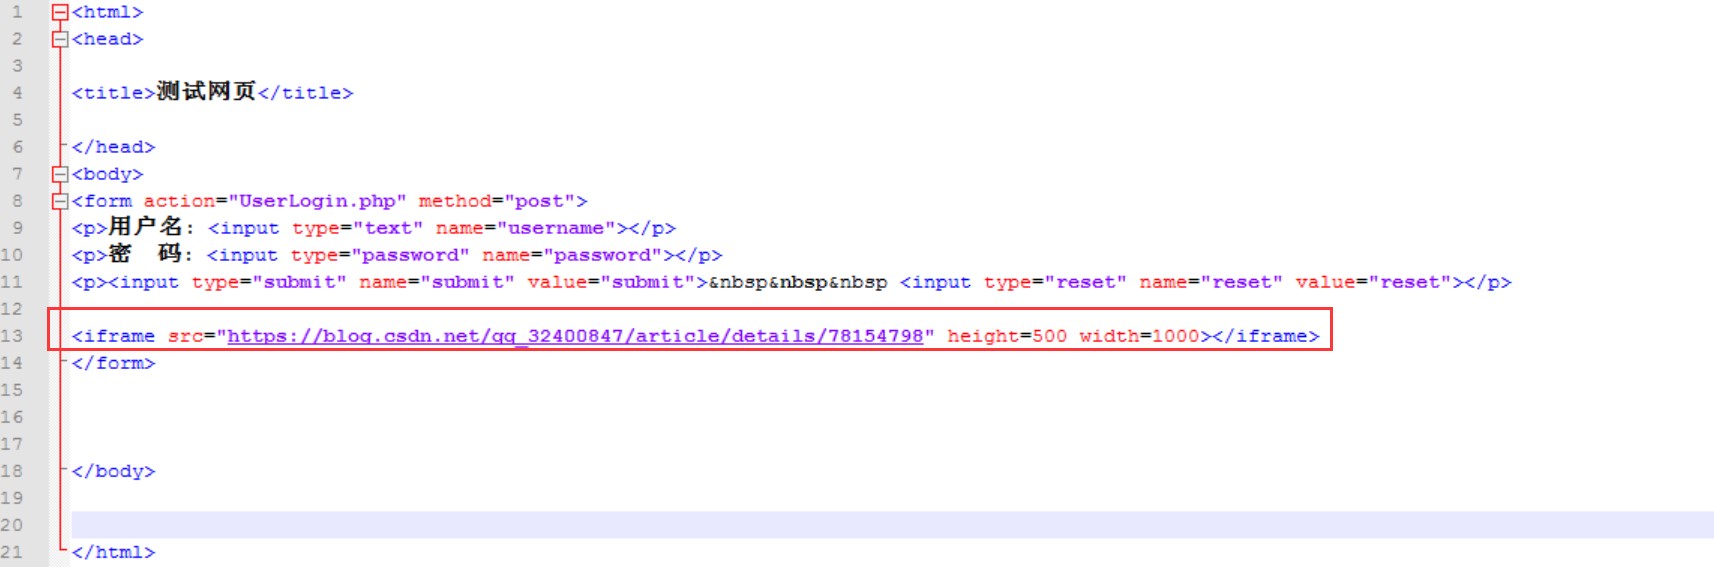 1 <html>
2 <head>
3
4 <title>测试网页</title>
5
6 </head>
7 <body>
8 <form action="UserLogin.php" method="post">
9 <p>用户名: <input type="text" name="username"></p>
10 <p>密  码: <input type="password" name="password"></p>
11 <p><input type="submit" name="submit" value="submit">&nbsp&nbsp&nbsp <input type="reset" name="reset" value="reset"></p>
12
13 <iframe src="https://blog.csdn.net/qq_32400847/article/details/78154798" height=500 width=1000></iframe>
14 </form>
15
16
17
18 </body>
19
20
21 </html>